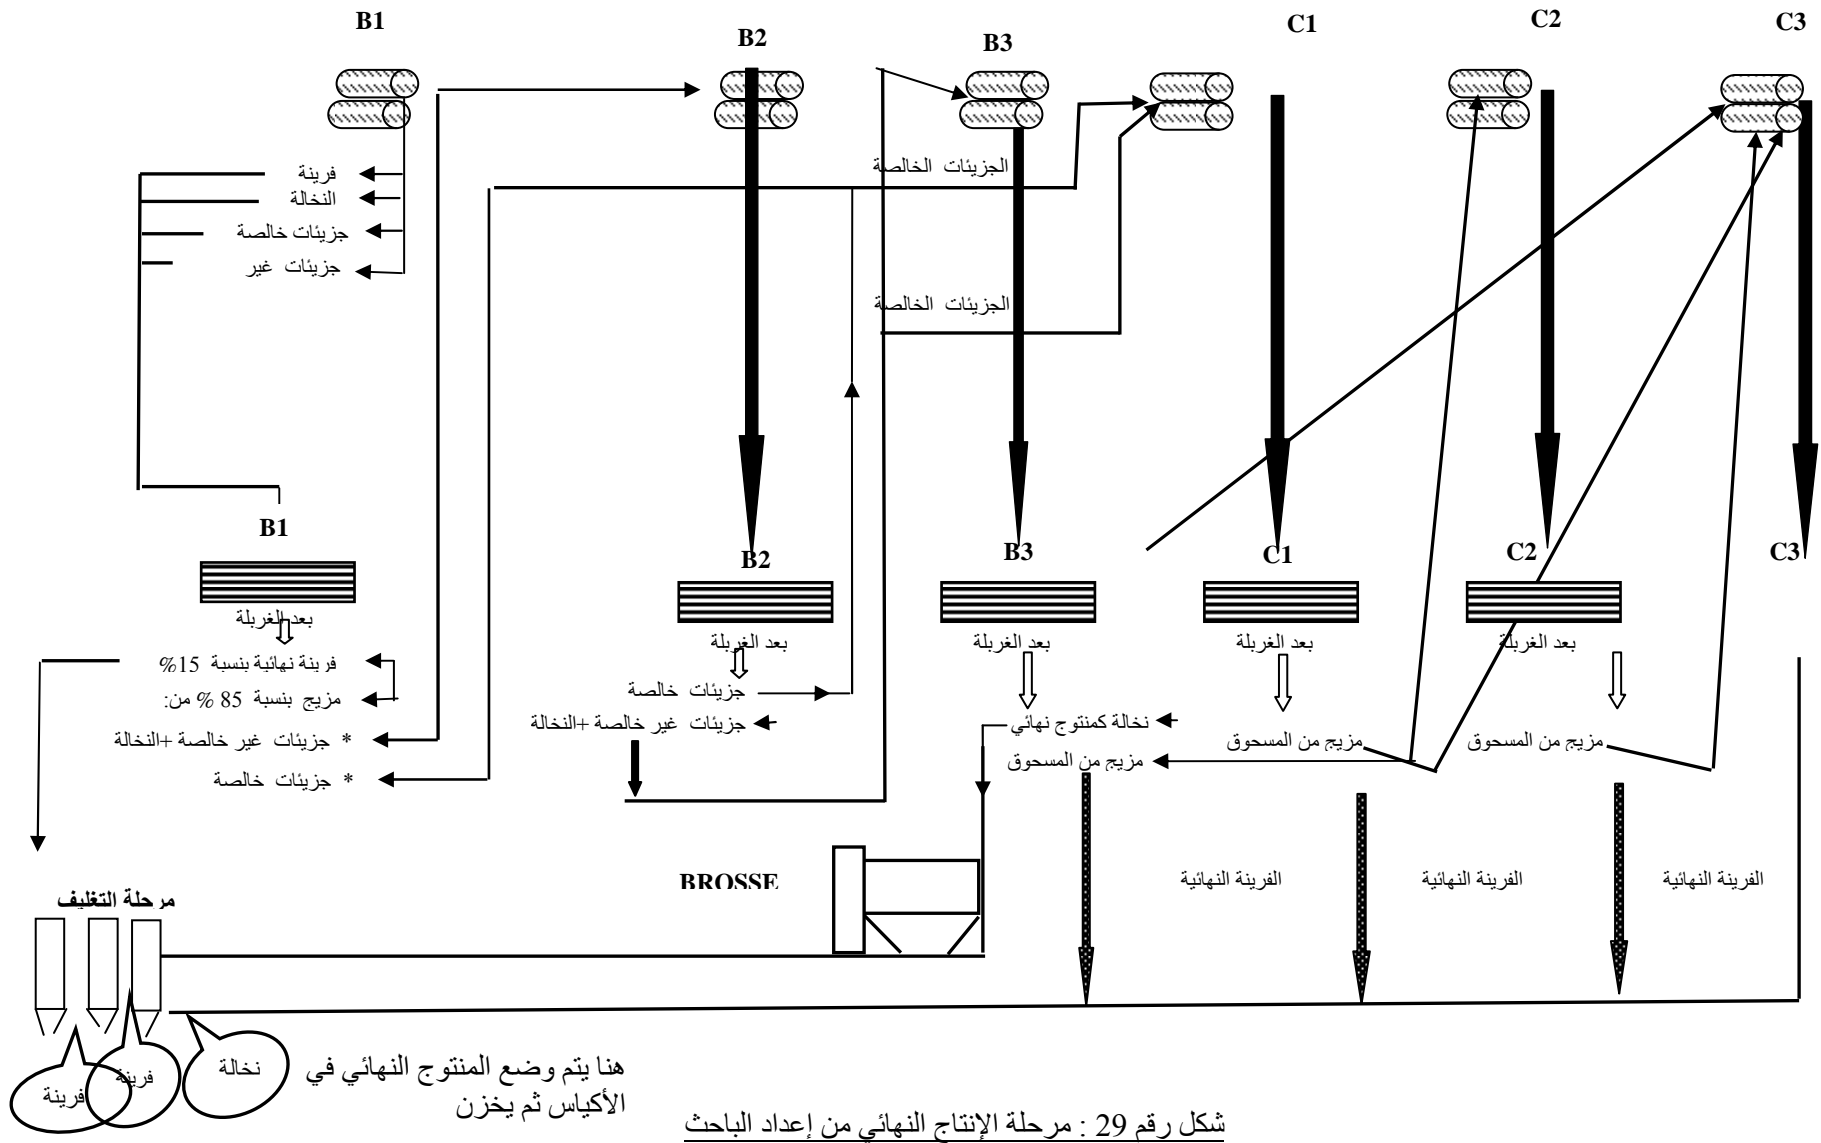 B1
B2
B3
C1
C2
C3
فرينة
النخالة
جزيئات خالصة
جزيئات غير
الجزيئات الخالصة
الجزيئات الخالصة
B1
B2
B3
C1
C2
C3
بعد الغربلة
فرينة نهائية بنسبة 15%
مزيج بنسبة 85 % من:
* جزيئات غير خالصة +النخالة
* جزيئات خالصة
بعد الغربلة
جزيئات خالصة
جزيئات غير خالصة +النخالة
بعد الغربلة
نخالة كمنتوج نهائي
مزيج من المسحوق
بعد الغربلة
مزيج من المسحوق
بعد الغربلة
مزيج من المسحوق
BROSSE
الفرينة النهائية
الفرينة النهائية
الفرينة النهائية
مرحلة التغليف
فرينة
فرينة
نخالة
هنا يتم وضع المنتوج النهائي في
الأكياس ثم يخزن
شكل رقم 29 : مرحلة الإنتاج النهائي من إعداد الباحث